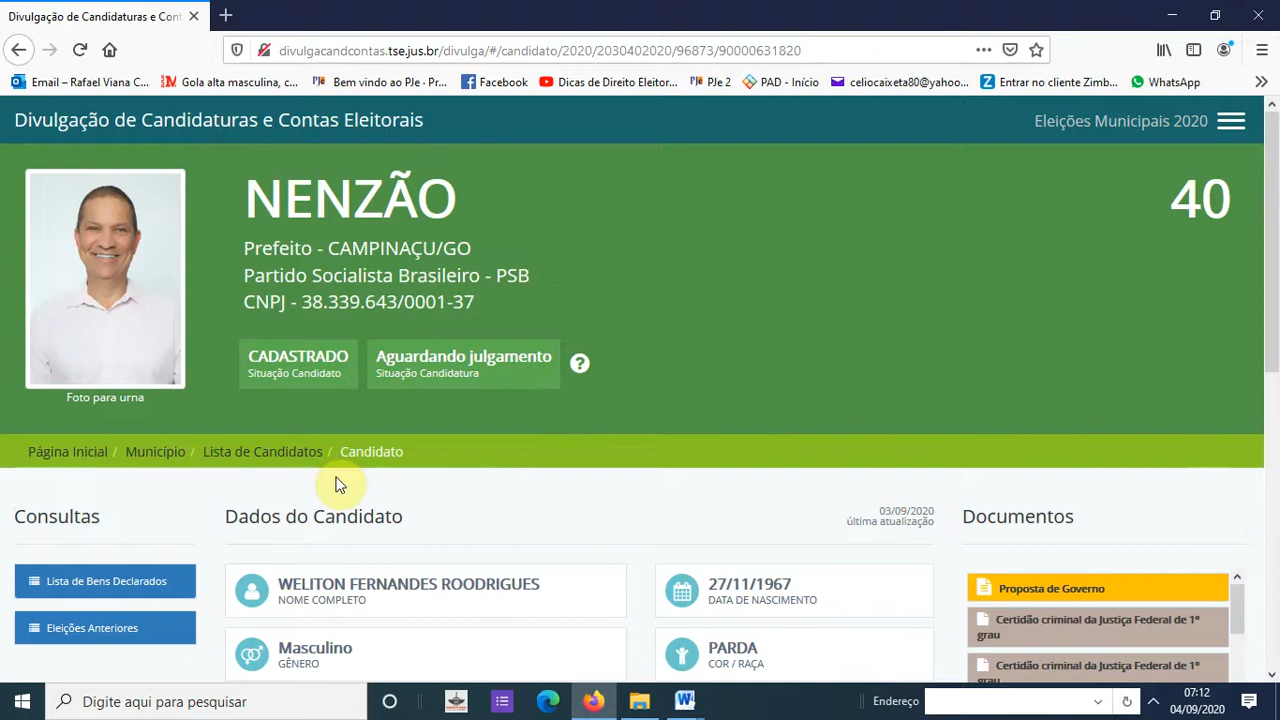 Divulgação de Candidaturas e Cont
divulgacandcontas.tse.jus.br/divulga/#/candidato/2020/2030402020/96873/90000631820
Email – Rafael Viana C... Gola alta masculina, c... Bem vindo ao PJe - Pr... Facebook Dicas de Direito Eleitor... PJe 2 PAD - Início celiocaixeta80@yahoo... Entrar no cliente Zimb... WhatsApp
Divulgação de Candidaturas e Contas Eleitorais
Eleições Municipais 2020
NENZÃO
40
Prefeito - CAMPINAÇU/GO
Partido Socialista Brasileiro - PSB
CNPJ - 38.339.643/0001-37
CADASTRADO
Situação Candidato
Aguardando julgamento
Situação Candidatura
?
Foto para urna
Página Inicial / Município / Lista de Candidatos / Candidato
Consultas
Lista de Bens Declarados
Eleições Anteriores
Dados do Candidato
03/09/2020
última atualização
WELITON FERNANDES ROODRIGUES
NOME COMPLETO
27/11/1967
DATA DE NASCIMENTO
Masculino
GÊNERO
PARDA
COR / RAÇA
Documentos
Proposta de Governo
Certidão criminal da Justiça Federal de 1º
grau
Certidão criminal da Justiça Federal de 1º
grau
Digite aqui para pesquisar
Endereço
07:12
04/09/2020